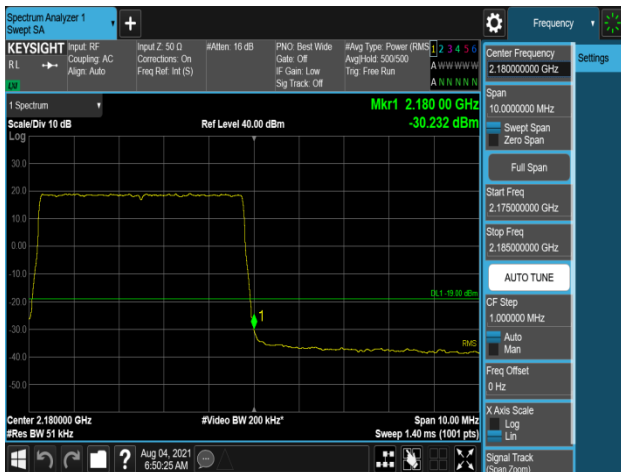 Spectrum Analyzer 1
Swept SA
Frequency
KEYSIGHT
RL
Input: RF
Coupling: AC
Align: Auto
Input Z: 50 Ω
Corrections: On
Freq Ref: Int (S)
#Atten: 16 dB
PNO: Best Wide
Gate: Off
IF Gain: Low
Sig Track: Off
#Avg Type: Power (RMS
Avg|Hold: 500/500
Trig: Free Run
1 2 3 4 5 6
A W W W W W
A N N N N N
1 Spectrum
Scale/Div 10 dB
Log
Ref Level 40.00 dBm
Mkr1 2.180 00 GHz
-30.232 dBm
30.0
20.0
10.0
0.00
-10.0
-20.0
-30.0
-40.0
-50.0
DL1 -19.00 dBm
1
RMS
Center 2.180000 GHz
#Res BW 51 kHz
#Video BW 200 kHz*
Span 10.00 MHz
Sweep 1.40 ms (1001 pts)
Aug 04, 2021
6:50:25 AM
Center Frequency
2.180000000 GHz
Settings
Span
10.0000000 MHz
Swept Span
Zero Span
Full Span
Start Freq
2.175000000 GHz
Stop Freq
2.185000000 GHz
AUTO TUNE
CF Step
1.000000 MHz
Auto
Man
Freq Offset
0 Hz
X Axis Scale
Log
Lin
Signal Track
(Span Zoom)